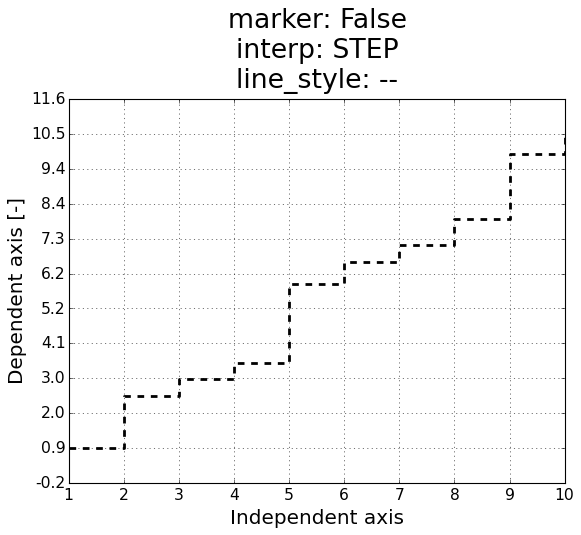 marker: False
interp: STEP
line_style: --
11.6
10.5
9.4
8.4
7.3
6.2
5.2
4.1
3.0
2.0
0.9
-0.2
Dependent axis [-]
1 2 3 4 5 6 7 8 9 10
Independent axis